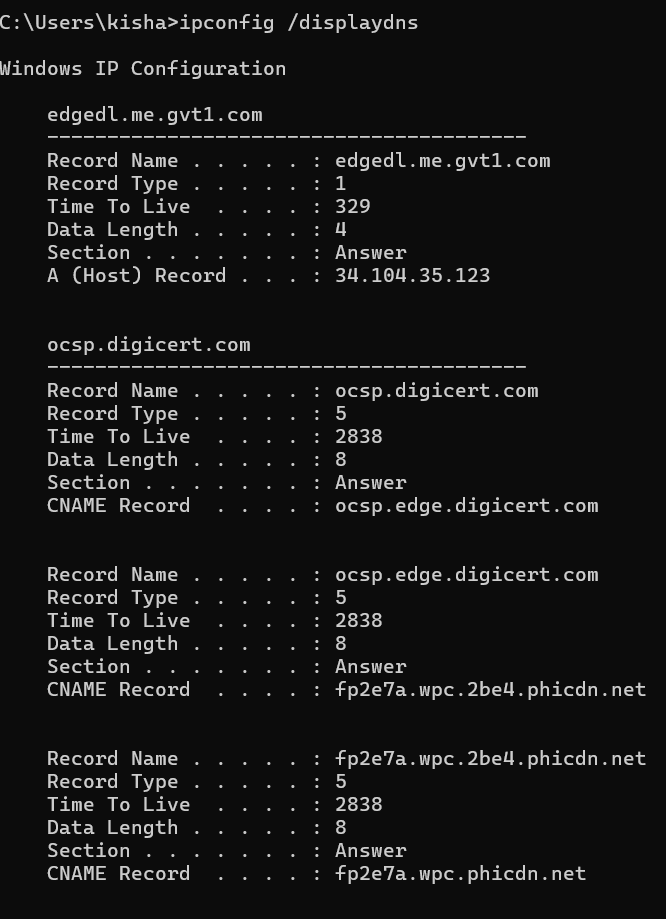 C:\Users\kisha>ipconfig /displaydns
Windows IP Configuration
edgedl.me.gvt1.com
----------------------------------------
Record Name . . . . . : edgedl.me.gvt1.com
Record Type . . . . . : 1
Time To Live  . . . . : 329
Data Length . . . . . : 4
Section . . . . . . . : Answer
A (Host) Record . . . : 34.104.35.123
ocsp.digicert.com
----------------------------------------
Record Name . . . . . : ocsp.digicert.com
Record Type . . . . . : 5
Time To Live  . . . . : 2838
Data Length . . . . . : 8
Section . . . . . . . : Answer
CNAME Record  . . . . : ocsp.edge.digicert.com
Record Name . . . . . : ocsp.edge.digicert.com
Record Type . . . . . : 5
Time To Live  . . . . : 2838
Data Length . . . . . : 8
Section . . . . . . . : Answer
CNAME Record  . . . . : fp2e7a.wpc.2be4.phicdn.net
Record Name . . . . . : fp2e7a.wpc.2be4.phicdn.net
Record Type . . . . . : 5
Time To Live  . . . . : 2838
Data Length . . . . . : 8
Section . . . . . . . : Answer
CNAME Record  . . . . : fp2e7a.wpc.phicdn.net